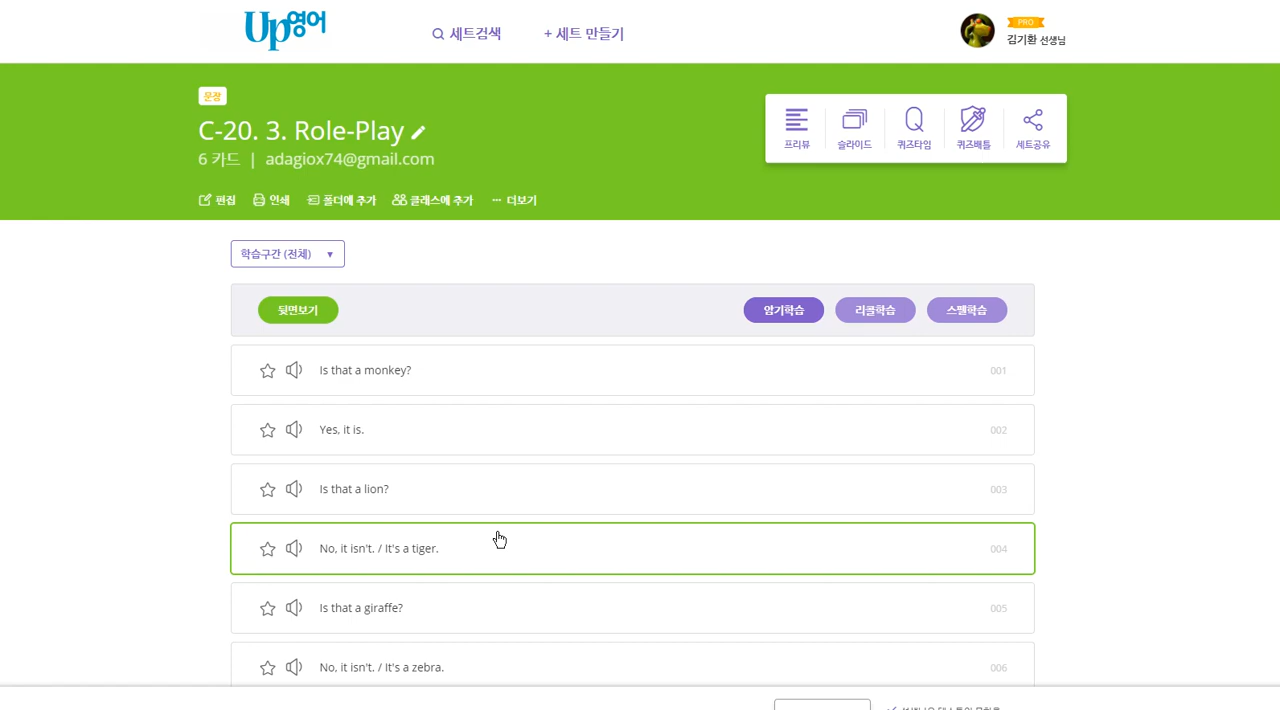 Up영어
세트검색
+ 세트 만들기
PRO
김기환 선생님
문장
C-20. 3. Role-Play
6 카드 | adagiox74@gmail.com
편집 인쇄 폴더에 추가 클래스에 추가 ··· 더보기
프리뷰 슬라이드 퀴즈타임 퀴즈배틀 세트공유
학습구간 (전체) ▼
뒷면보기 암기학습 리콜학습 스펠학습
Is that a monkey? 001
Yes, it is. 002
Is that a lion? 003
No, it isn't. / It's a tiger. 004
Is that a giraffe? 005
No, it isn't. / It's a zebra. 006